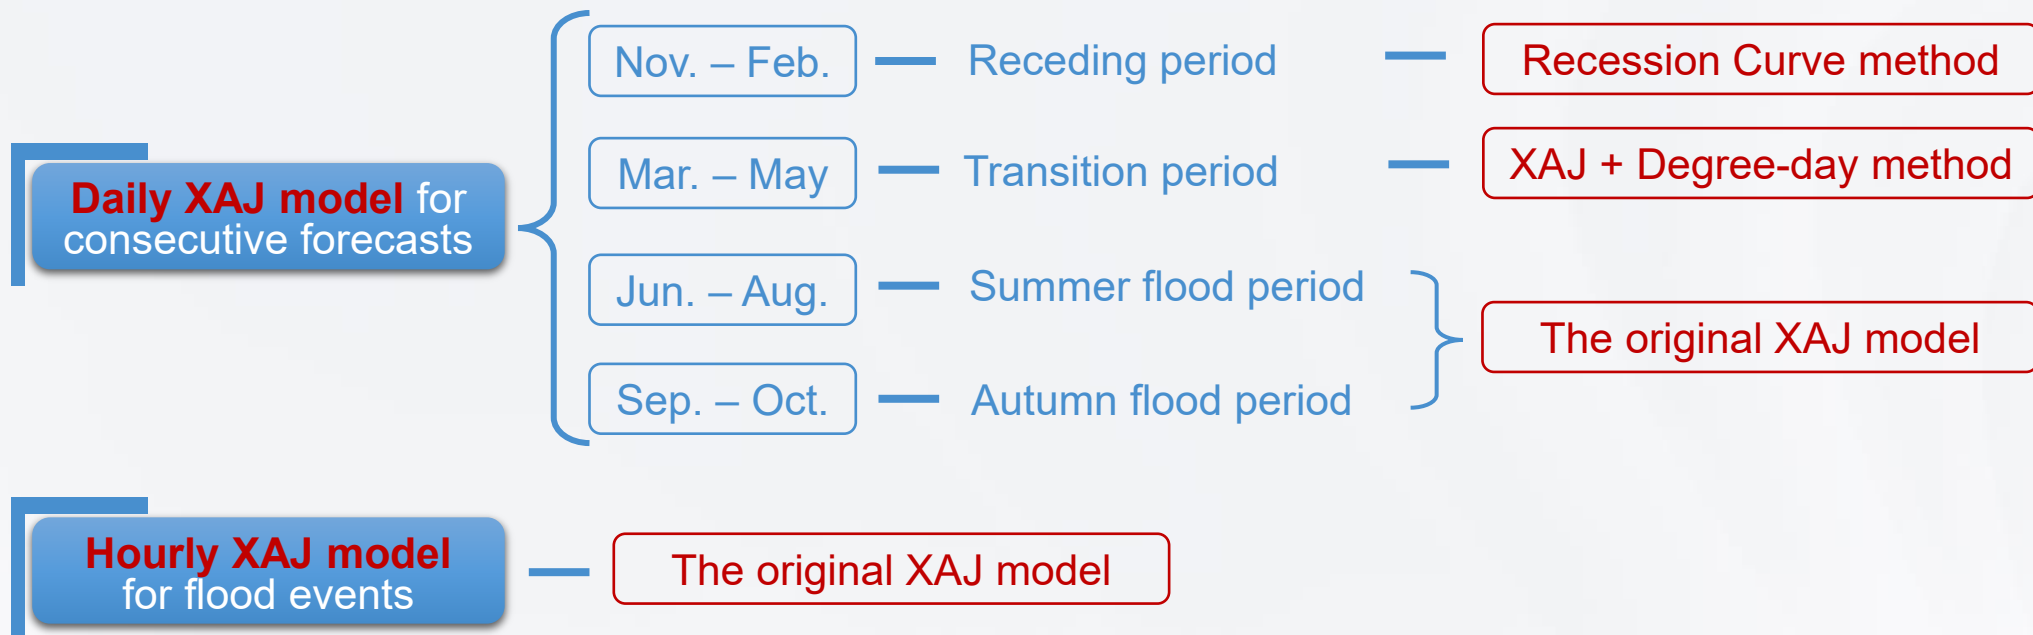 Nov. – Feb.
Receding period
Recession Curve method
Mar. – May
Transition period
XAJ + Degree-day method
Daily XAJ model for
consecutive forecasts
Jun. – Aug.
Summer flood period
The original XAJ model
Sep. – Oct.
Autumn flood period
Hourly XAJ model
for flood events
The original XAJ model